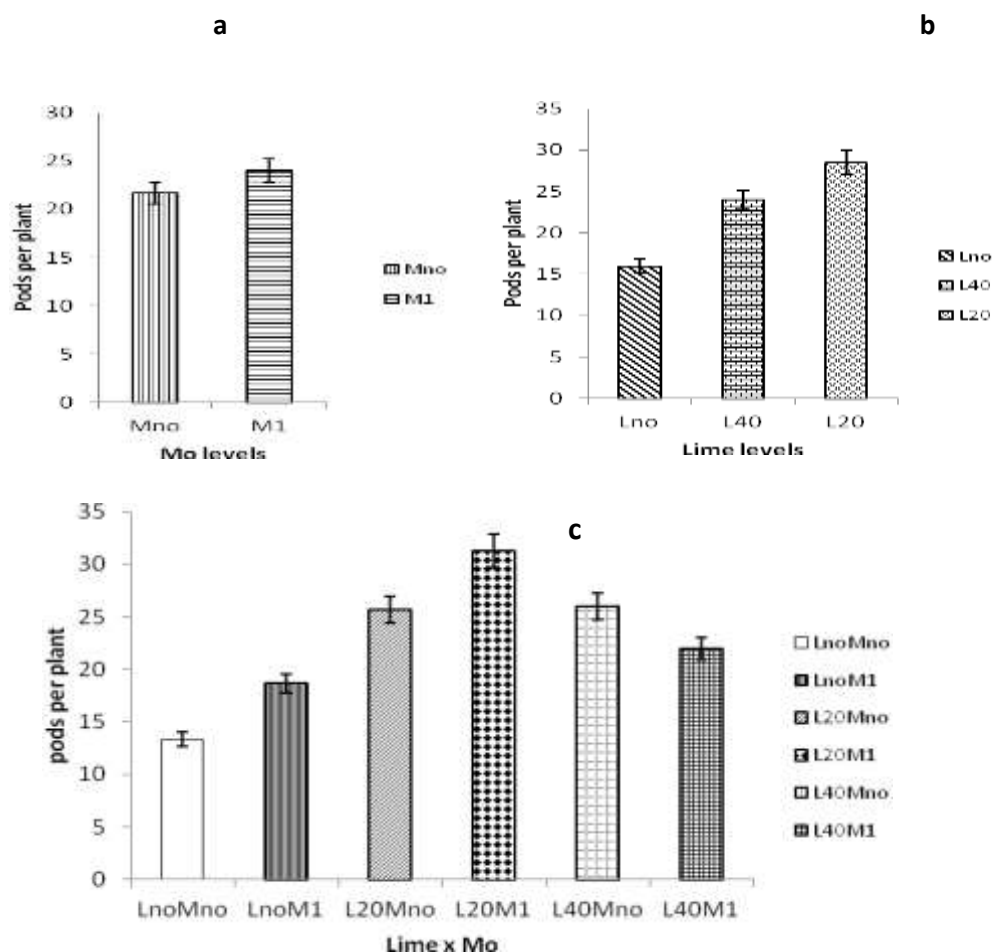 a
b
Pods per plant
30
25
20
15
10
5
0
Mno
M1
Mo levels
Mno
M1
Pods per plant
35
30
25
20
15
10
5
0
Lno
L40
L20
Lime levels
Lno
L40
L20
c
pods per plant
35
30
25
20
15
10
5
0
LnoMno
LnoM1
L20Mno
L20M1
L40Mno
L40M1
Lime x Mo
LnoMno
LnoM1
L20Mno
L20M1
L40Mno
L40M1